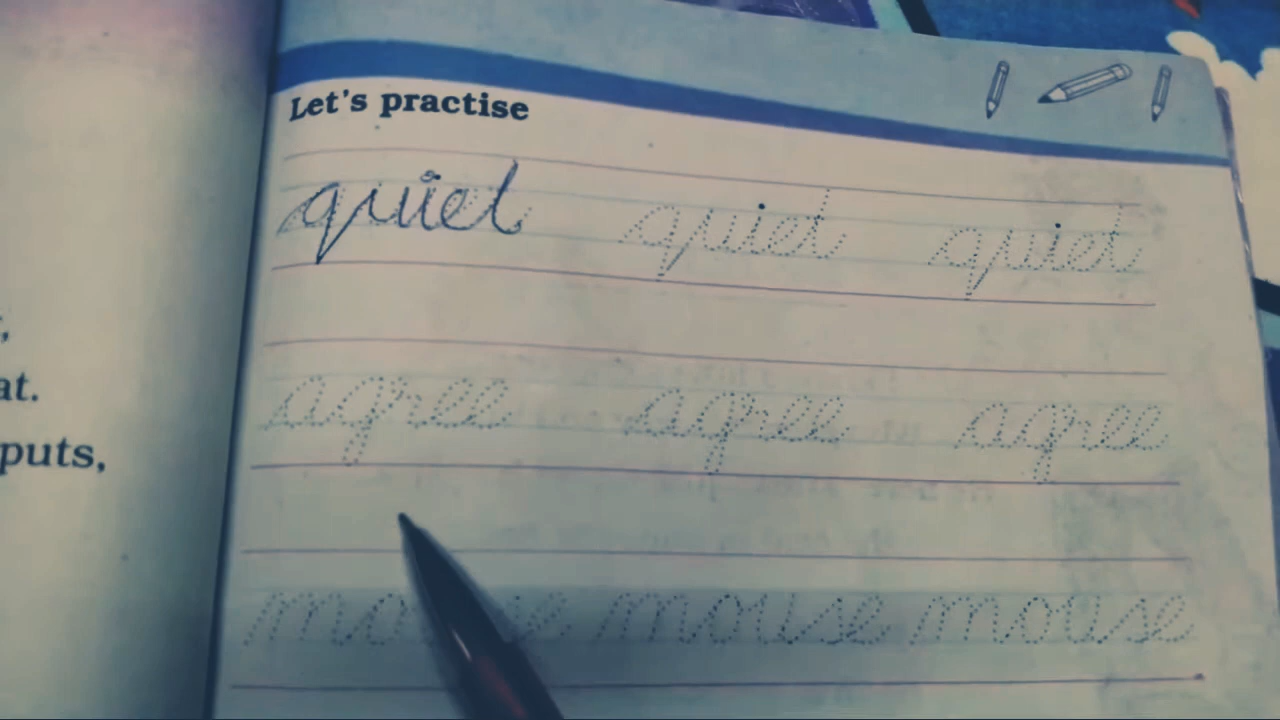 at.
puts,
Let's practise
quiet quiet quiet
agree agree agree
mouse mouse